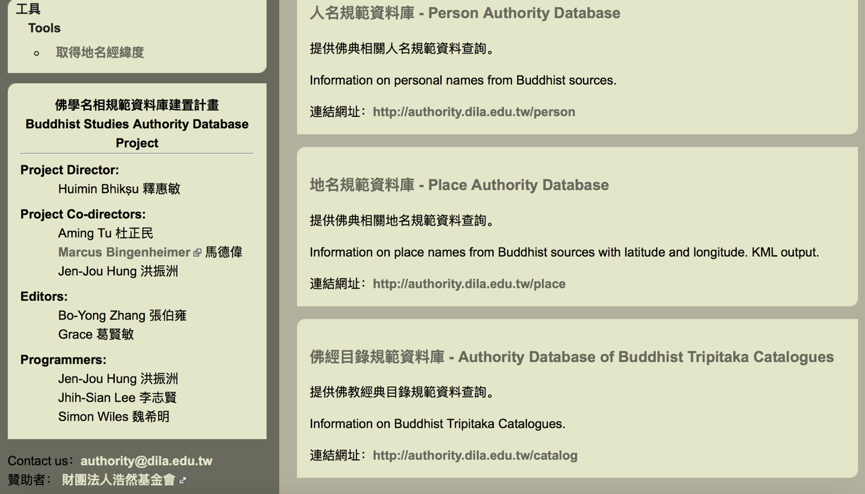 工具
Tools
取得地名經緯度
佛學名相規範資料庫建置計畫
Buddhist Studies Authority Database
Project
Project Director:
Huimin Bhikṣu 釋惠敏
Project Co-directors:
Aming Tu 杜正民
Marcus Bingenheimer 馬德偉
Jen-Jou Hung 洪振洲
Editors:
Bo-Yong Zhang 張伯雍
Grace 葛賢敏
Programmers:
Jen-Jou Hung 洪振洲
Jhih-Sian Lee 李志賢
Simon Wiles 魏希明
Contact us：authority@dila.edu.tw
贊助者： 財團法人浩然基金會
人名規範資料庫 - Person Authority Database
提供佛典相關人名規範資料查詢。
Information on personal names from Buddhist sources.
連結網址：http://authority.dila.edu.tw/person
地名規範資料庫 - Place Authority Database
提供佛典相關地名規範資料查詢。
Information on place names from Buddhist sources with latitude and longitude. KML output.
連結網址：http://authority.dila.edu.tw/place
佛經目錄規範資料庫 - Authority Database of Buddhist Tripitaka Catalogues
提供佛教經典目錄規範資料查詢。
Information on Buddhist Tripitaka Catalogues.
連結網址：http://authority.dila.edu.tw/catalog